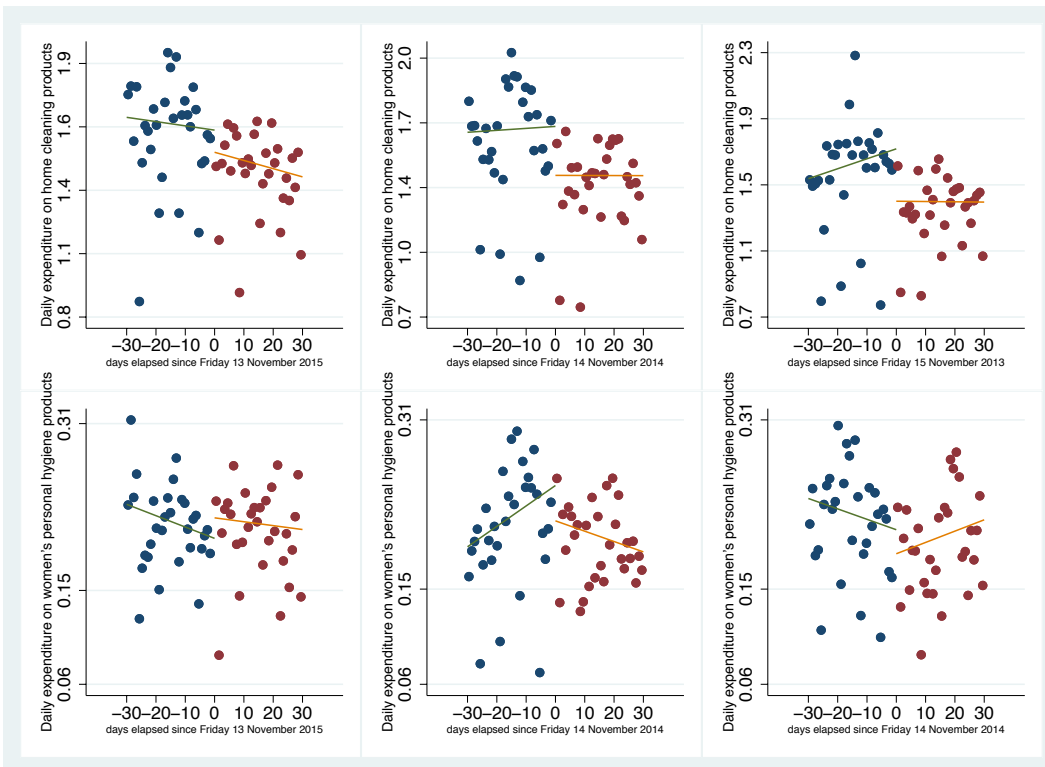 Daily expenditure on home cleaning products
1.9
1.6
1.4
1.1
0.8
−30 −20 −10 0 10 20 30
days elapsed since Friday 13 November 2015
Daily expenditure on home cleaning products
2.0
1.7
1.4
1.0
0.7
−30 −20 −10 0 10 20 30
days elapsed since Friday 14 November 2014
Daily expenditure on home cleaning products
2.3
1.9
1.5
1.1
0.7
−30 −20 −10 0 10 20 30
days elapsed since Friday 15 November 2013
Daily expenditure on women's personal hygiene products
0.31
0.15
0.06
−30 −20 −10 0 10 20 30
days elapsed since Friday 13 November 2015
Daily expenditure on women's personal hygiene products
0.31
0.15
0.06
−30 −20 −10 0 10 20 30
days elapsed since Friday 14 November 2014
Daily expenditure on women's personal hygiene products
0.31
0.15
0.06
−30 −20 −10 0 10 20 30
days elapsed since Friday 14 November 2014